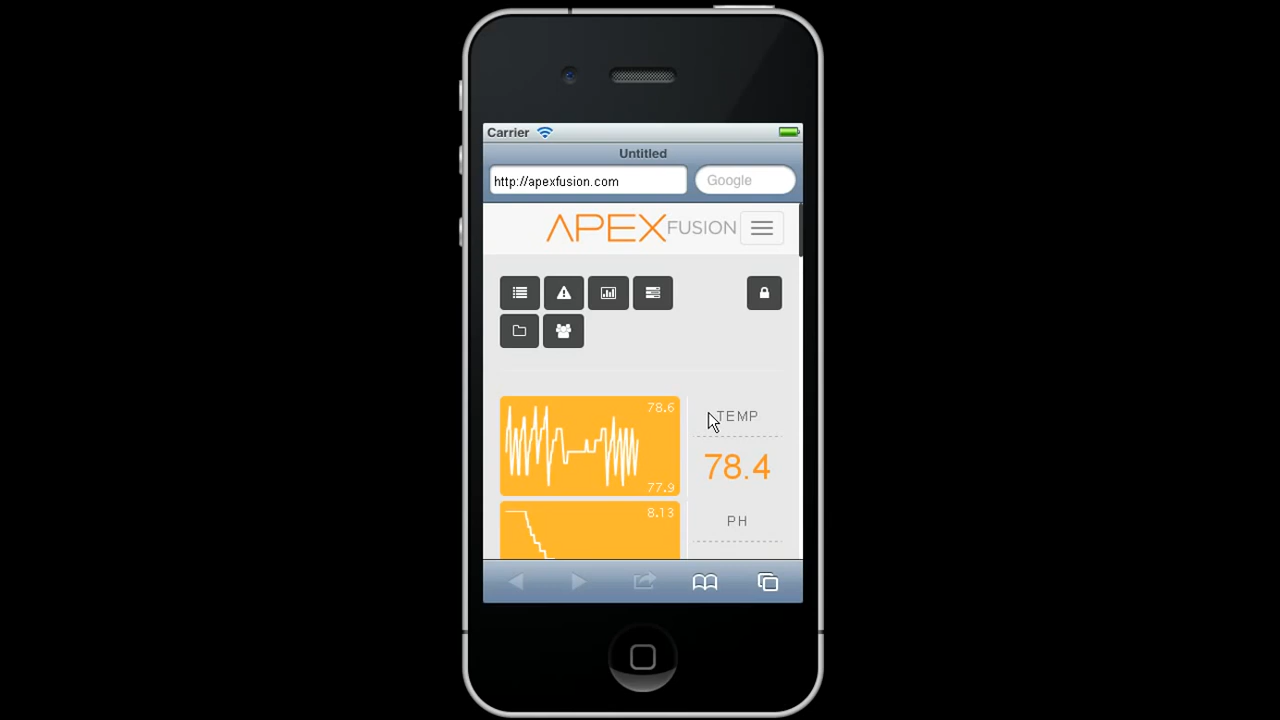 Carrier
Untitled
http://apexfusion.com
Google
APEX FUSION
78.6
TEMP
78.4
77.9
8.13
PH